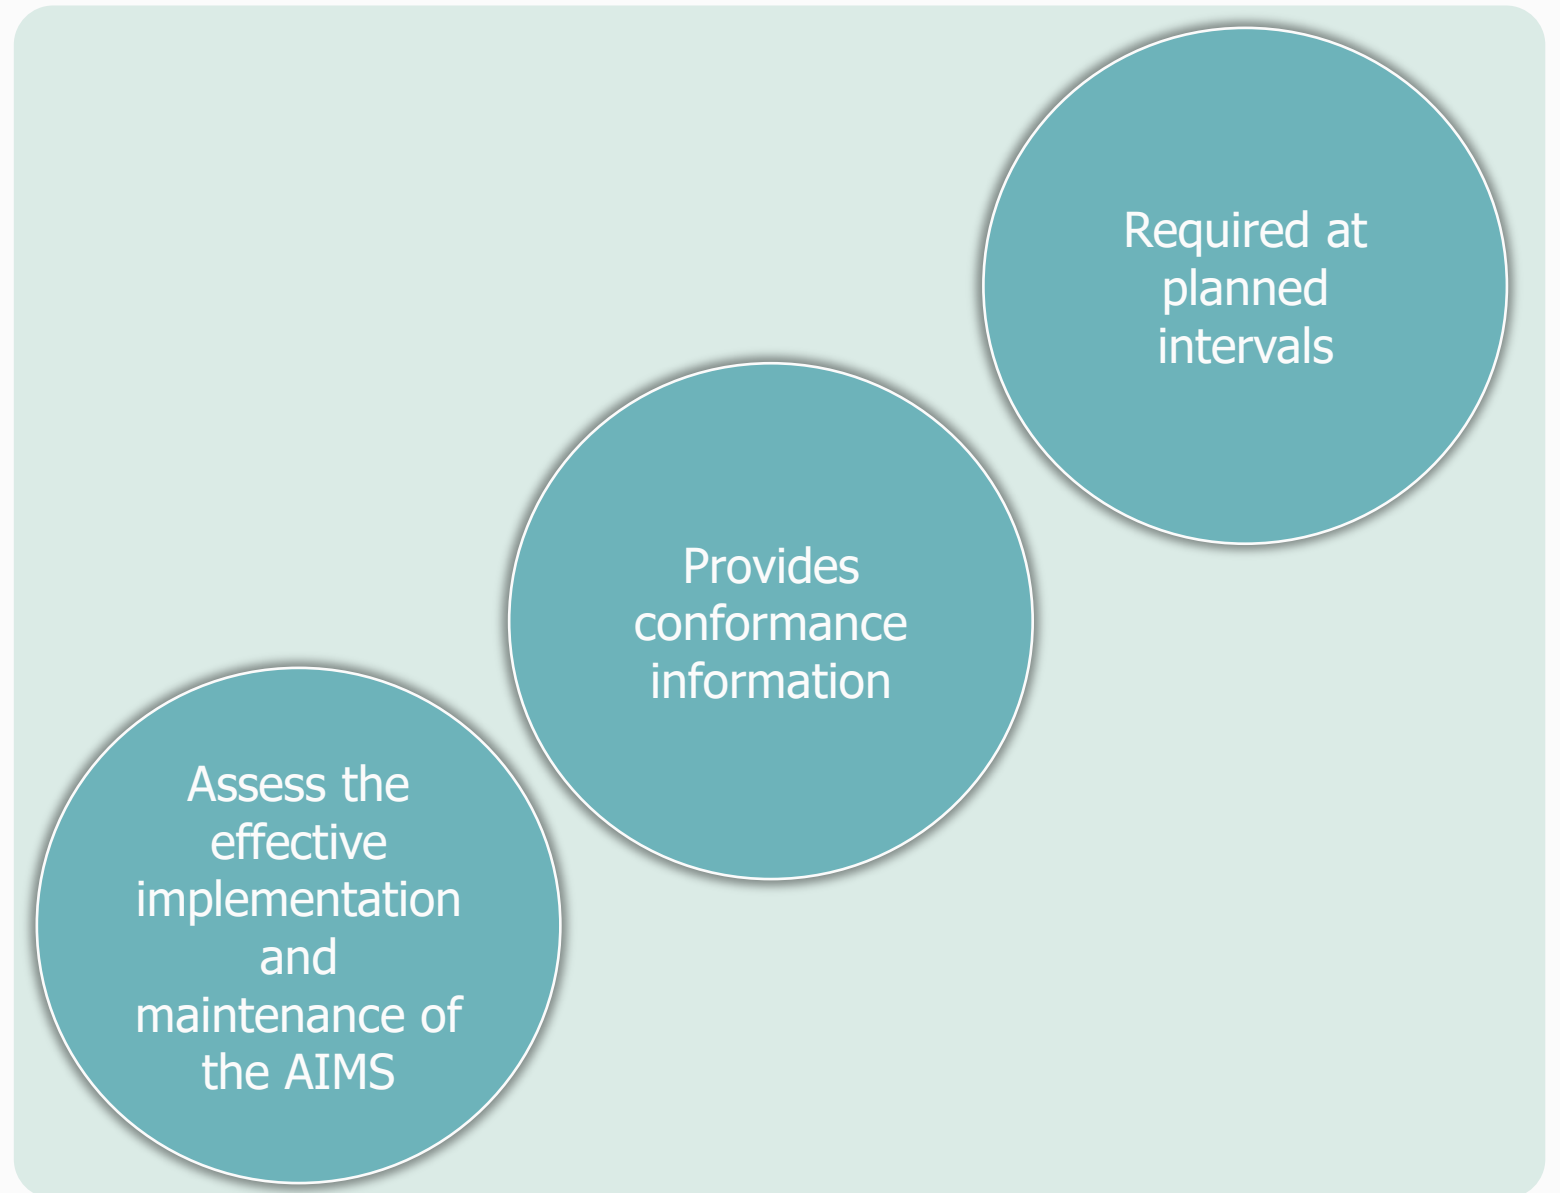 Required at
planned
intervals
Provides
conformance
information
Assess the
effective
implementation
and
maintenance of
the AIMS